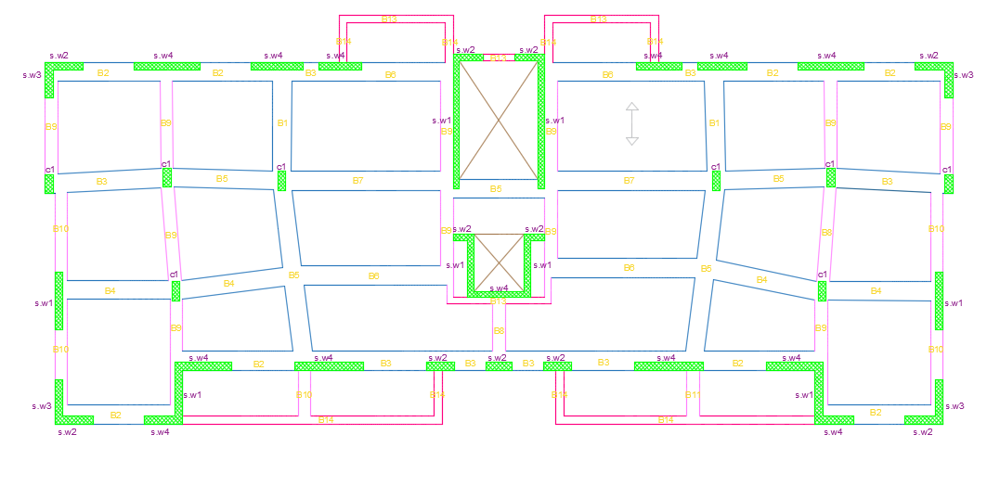 B13 B13
B14 B14 B14 B14
s.w2 s.w4 s.w4 s.w4 s.w2 s.w2 s.w4 s.w4 s.w4 s.w2
B13
s.w3 B2 B2 B3 B6 B6 B3 B2 B2 s.w3
B9 B9 B1 s.w1 s.w1 B1 B9 B9
B9 B9
c1 c1 c1 c1 c1 c1
B3 B5 B7 B7 B5 B3
B5
B10 B9 B9 s.w2 s.w2 B9 B8 B10
s.w1 s.w1
c1 B5 B6 B6 B5 c1
B4 B4 s.w4 B4 B4
s.w1 B13 s.w1
B9 B8 B9
B10 B10
s.w4 s.w4 s.w2 s.w2 s.w2 s.w4 s.w4
B2 B3 B3 B3 B3 B2
s.w1 B10 B14 B14 B11 s.w1
s.w3 s.w3
B2 B14 B14 B2
s.w2 s.w4 s.w4 s.w2